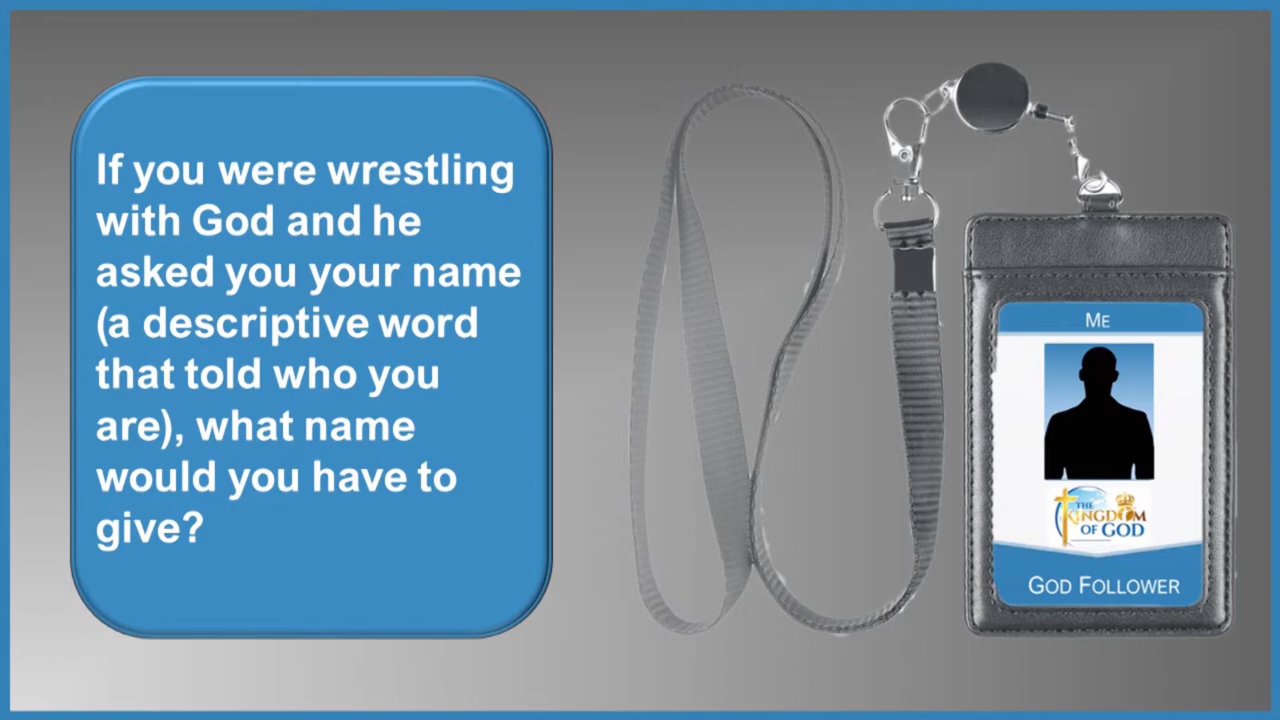 If you were wrestling
with God and he
asked you your name
(a descriptive word
that told who you
are), what name
would you have to
give?
ME
THE
KINGDOM
OF GOD
GOD FOLLOWER